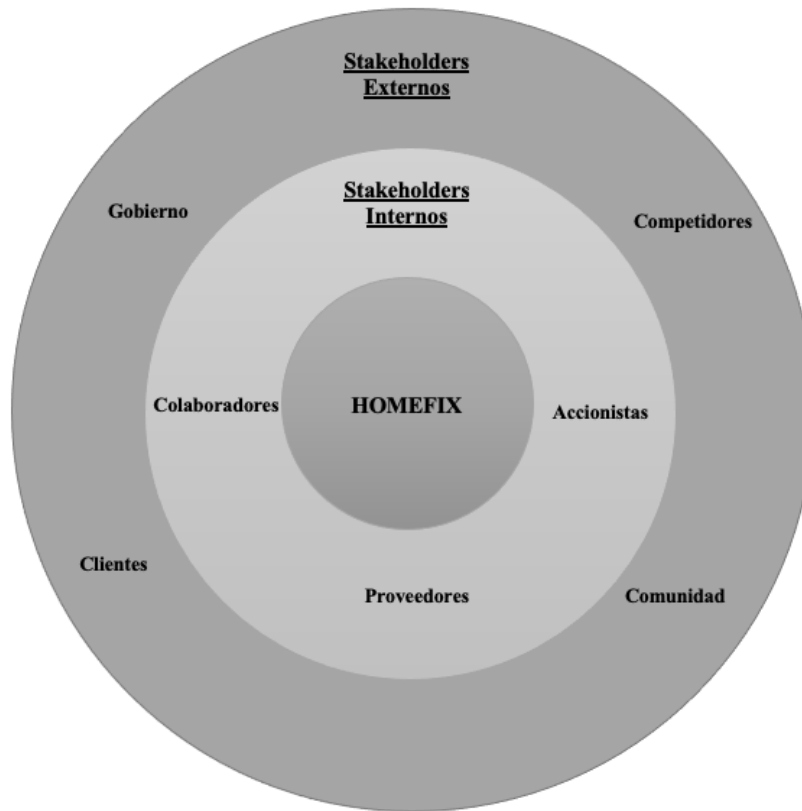 Stakeholders
Externos
Stakeholders
Internos
Gobierno
Competidores
Colaboradores
HOMEFIX
Accionistas
Clientes
Proveedores
Comunidad